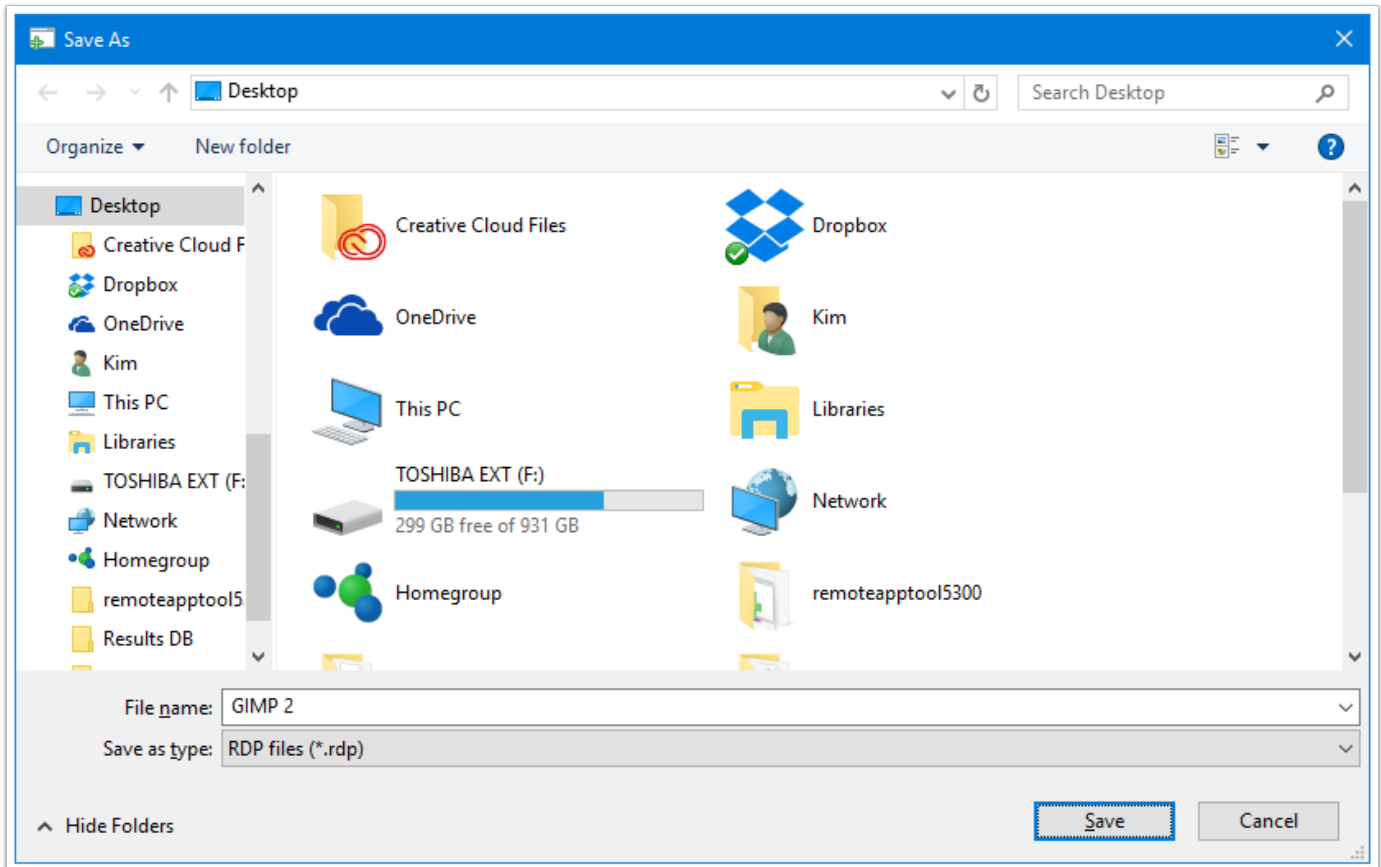 Save As
Desktop
Search Desktop
Organize
New folder
Desktop
Creative Cloud F
Dropbox
OneDrive
Kim
This PC
Libraries
TOSHIBA EXT (F:
Network
Homegroup
remoteapptool5
Results DB
Creative Cloud Files
Dropbox
OneDrive
Kim
This PC
Libraries
TOSHIBA EXT (F:)
299 GB free of 931 GB
Network
Homegroup
remoteapptool5300
File name: GIMP 2
Save as type: RDP files (*.rdp)
Hide Folders
Save
Cancel